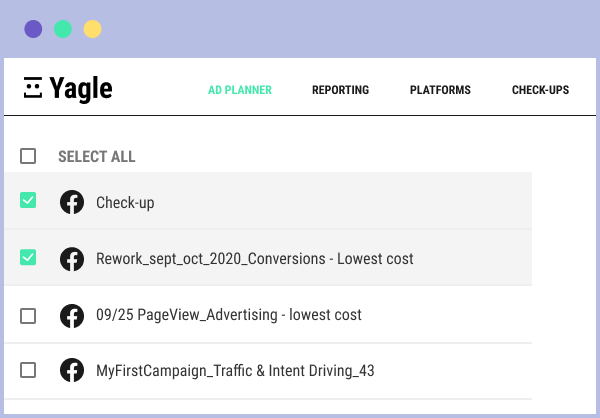 Yagle
AD PLANNER REPORTING PLATFORMS CHECK-UPS
SELECT ALL
Check-up
Rework_sept_oct_2020_Conversions - Lowest cost
09/25 PageView_Advertising - lowest cost
MyFirstCampaign_Traffic & Intent Driving_43